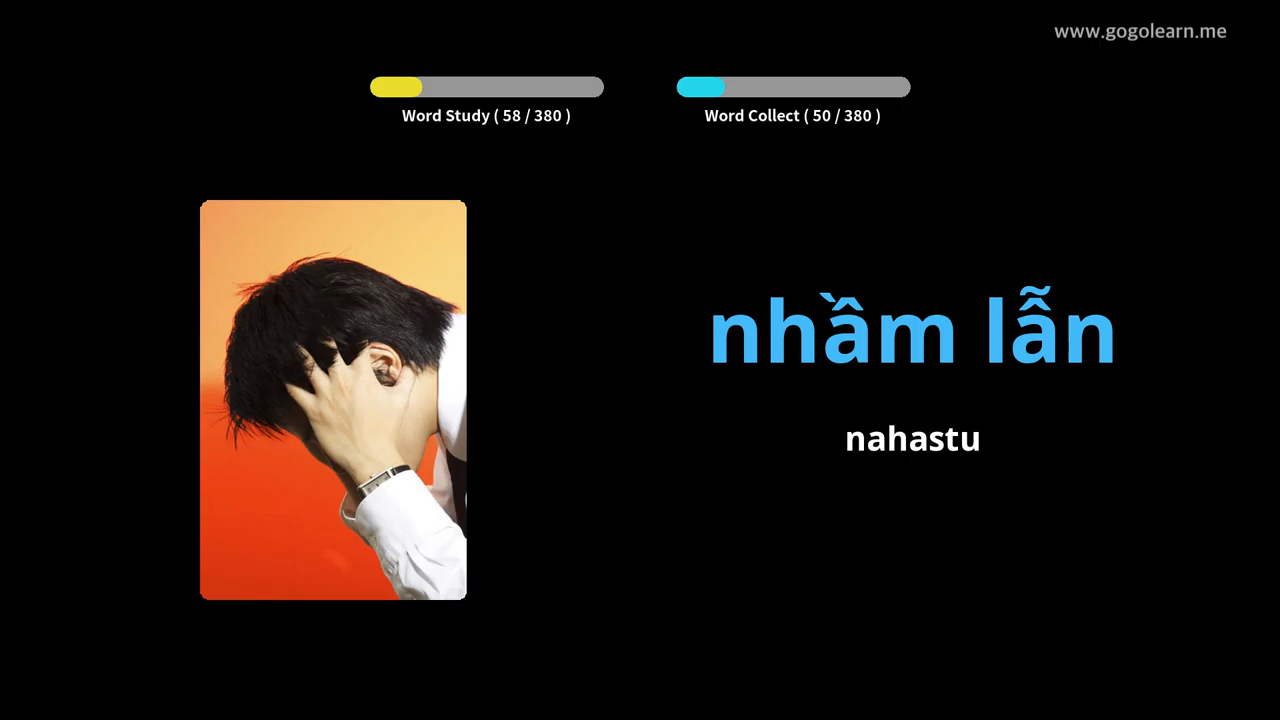 www.gogolearn.me
Word Study ( 58 / 380 )
Word Collect ( 50 / 380 )
nhầm lẫn
nahastu